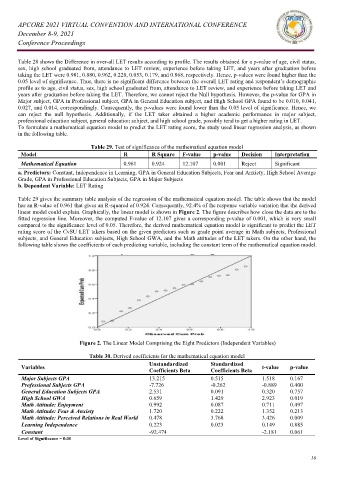 APCORE 2021 VIRTUAL CONVENTION AND INTERNATIONAL CONFERENCE
December 8-9, 2021
Conference Proceedings
Table 28 shows the Difference in over-all LET results according to profile. The results obtained for a p-value of age, civil status,
sex, high school graduated from, attendance to LET review, experience before taking LET, and years after graduation before
taking the LET were 0.981, 0.880, 0.962, 0.228, 0.053, 0.179, and 0.868, respectively. Hence, p-values were found higher than the
0.05 level of significance. Thus, there is no significant difference between the overall LET rating and respondent's demographic
profile as to age, civil status, sex, high school graduated from, attendance to LET review, and experience before taking LET and
years after graduation before taking the LET. Therefore, we cannot reject the Null hypothesis. However, the p-value for GPA in
Major subject, GPA in Professional subject, GPA in General Education subject, and High School GPA found to be 0.010, 0.041,
0.027, and 0.014, correspondingly. Consequently, the p-values were found lower than the 0.05 level of significance. Hence, we
can reject the null hypothesis. Additionally, if the LET taker obtained a higher academic performance in major subject,
professional education subject, general education subject, and high school grade, possibly tend to get a higher rating in LET.
To formulate a mathematical equation model to predict the LET rating score, the study used linear regression analysis, as shown
in the following table.
Table 29. Test of significance of the mathematical equation model
Model R R Square F-value p-value Decision Interpretation
Mathematical Equation 0.961 0.924 12.107 0.001 Reject Significant
a. Predictors: Constant, Independence in Learning, GPA in General Education Subjects, Fear and Anxiety, High School Average
Grade, GPA in Professional Education Subjects, GPA in Major Subjects
b. Dependent Variable: LET Rating
Table 29 gives the summary table analysis of the regression of the mathematical equation model. The table shows that the model
has an R-value of 0.961 that gives an R-squared of 0.924. Consequently, 92.4% of the response variable variation that the derived
linear model could explain. Graphically, the linear model is shown in Figure 2. The figure describes how close the data are to the
fitted regression line. Moreover, the computed F-value of 12.107 gives a corresponding p-value of 0.001, which is very small
compared to the significance level of 0.05. Therefore, the derived mathematical equation model is significant to predict the LET
rating score of the CvSU LET takers based on the given predictors such as grade point average in Math subjects, Professional
subjects, and General Education subjects, High School GWA, and the Math attitudes of the LET takers. On the other hand, the
following table shows the coefficients of each predicting variable, including the constant term of the mathematical equation model.
Expected Cum Prob
Observed Cum Prob
Figure 2. The Linear Model Comprising the Eight Predictors (Independent Variables)
Table 30. Derived coefficients for the mathematical equation model
Variables Unstandardized Coefficients Beta Standardized Coefficients Beta t-value p-value
Major Subjects GPA 13.215 0.515 1.518 0.167
Professional Subjects GPA -7.726 -0.262 -0.889 0.400
General Education Subjects GPA 2.531 0.091 0.320 0.757
High School GWA 0.659 1.429 2.923 0.019
Math Attitude: Enjoyment 0.992 0.087 0.711 0.497
Math Attitude: Fear & Anxiety 1.720 0.222 1.352 0.213
Math Attitude: Perceived Relations in Real World 0.478 3.768 3.426 0.009
Learning Independence 0.223 0.023 0.149 0.885
Constant -92.474 -2.181 0.061
Level of Significance = 0.05